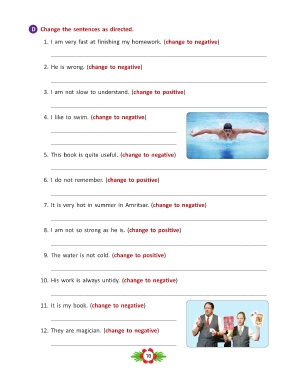 D Change the sentences as directed.
1. I am very fast at finishing my homework. (change to negative)
2. He is wrong. (change to negative)
3. I am not slow to understand. (change to positive)
4. I like to swim. (change to negative)
5. This book is quite useful. (change to negative)
6. I do not remember. (change to positive)
7. It is very hot in summer in Amritsar. (change to negative)
8. I am not so strong as he is. (change to positive)
9. The water is not cold. (change to positive)
10. His work is always untidy. (change to negative)
11. It is my book. (change to negative)
12. They are magician. (change to negative)
10